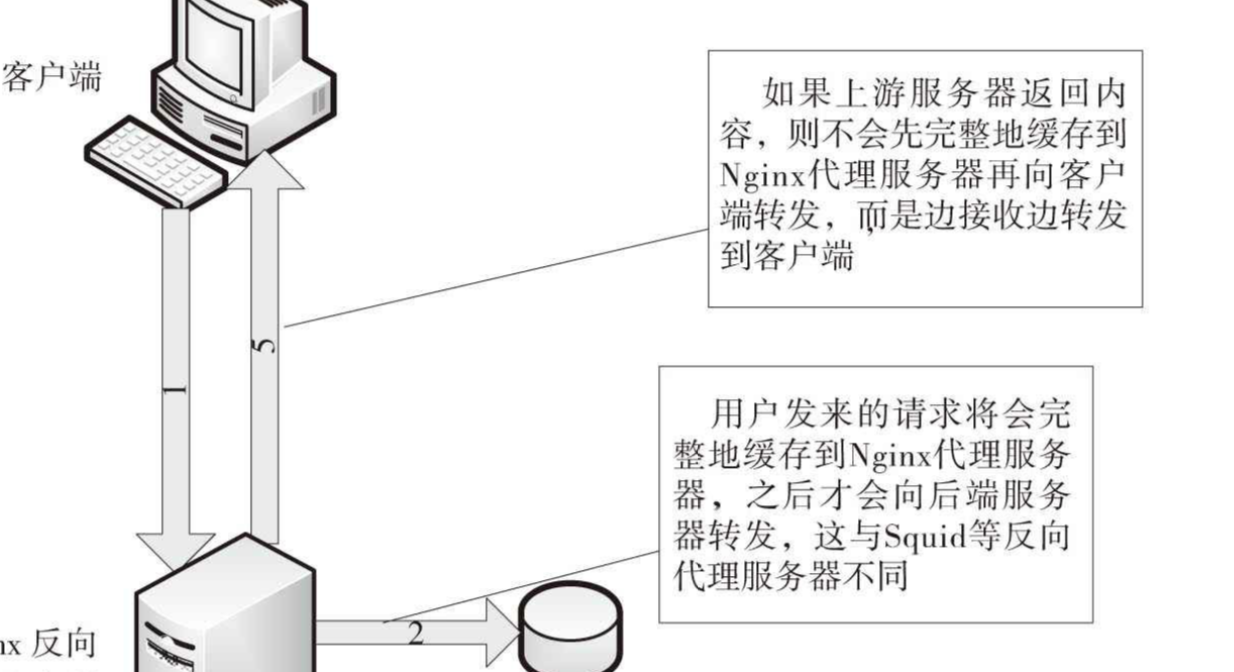 客户端
如果上游服务器返回内
容，则不会先完整地缓存到
Nginx代理服务器再向客户
端转发，而是边接收边转发
到客户端
5
1
用户发来的请求将会完
整地缓存到Nginx代理服务
器，之后才会向后端服务
器转发，这与Squid等反向
代理服务器不同
2
nx 反向